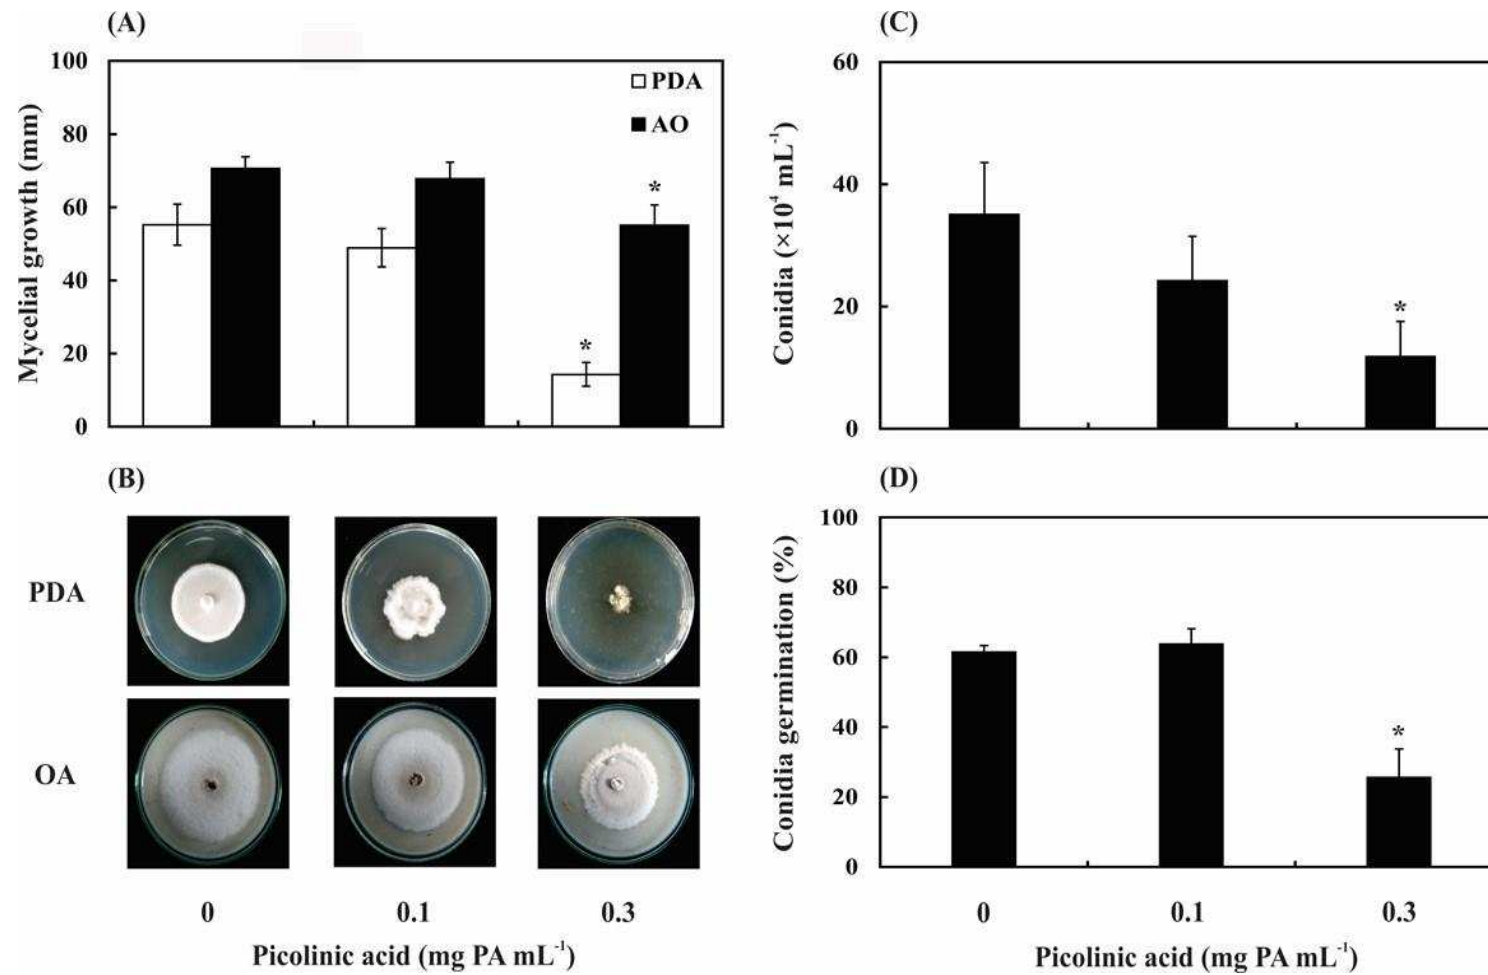 (A)
100
80
60
40
20
0
Mycelial growth (mm)
PDA
AO
*
*
(C)
60
40
20
0
Conidia (×10⁴ mL⁻¹)
*
(B)
PDA
OA
0
0.1
0.3
Picolinic acid (mg PA mL⁻¹)
(D)
100
80
60
40
20
0
Conidia germination (%)
*
0
0.1
0.3
Picolinic acid (mg PA mL⁻¹)